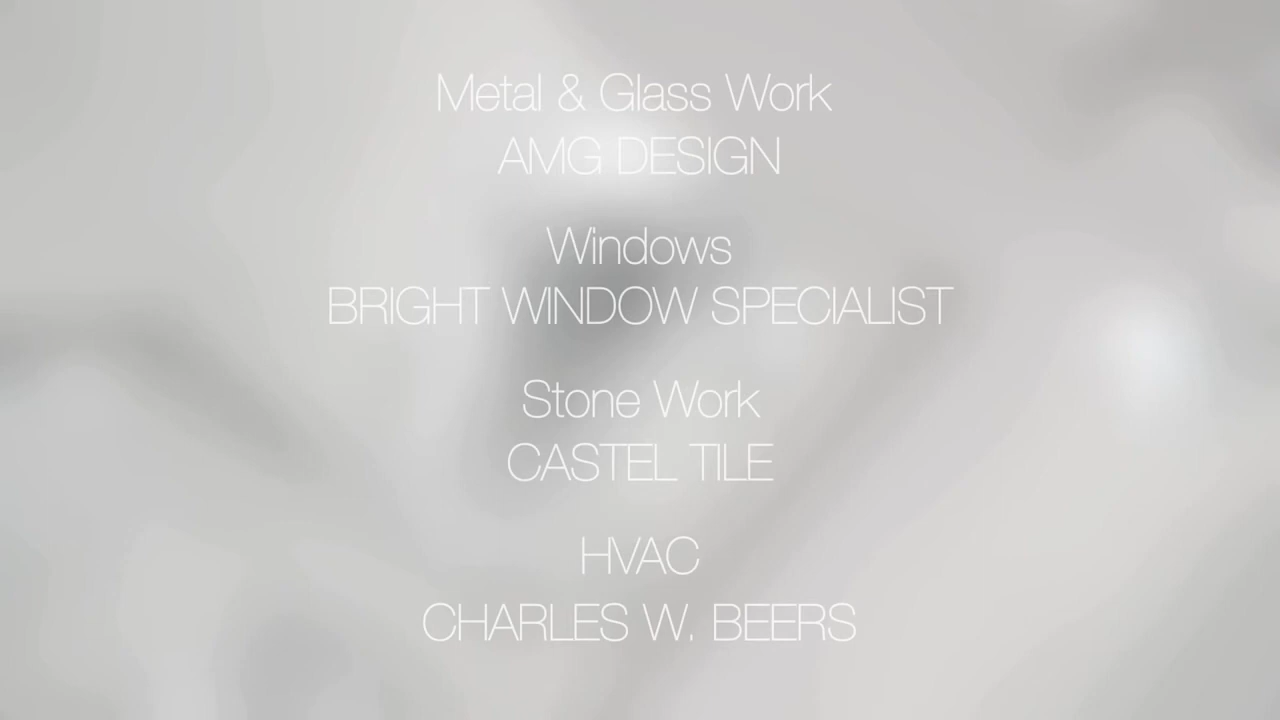 Metal & Glass Work
AMG DESIGN
Windows
BRIGHT WINDOW SPECIALIST
Stone Work
CASTEL TILE
HVAC
CHARLES W. BEERS